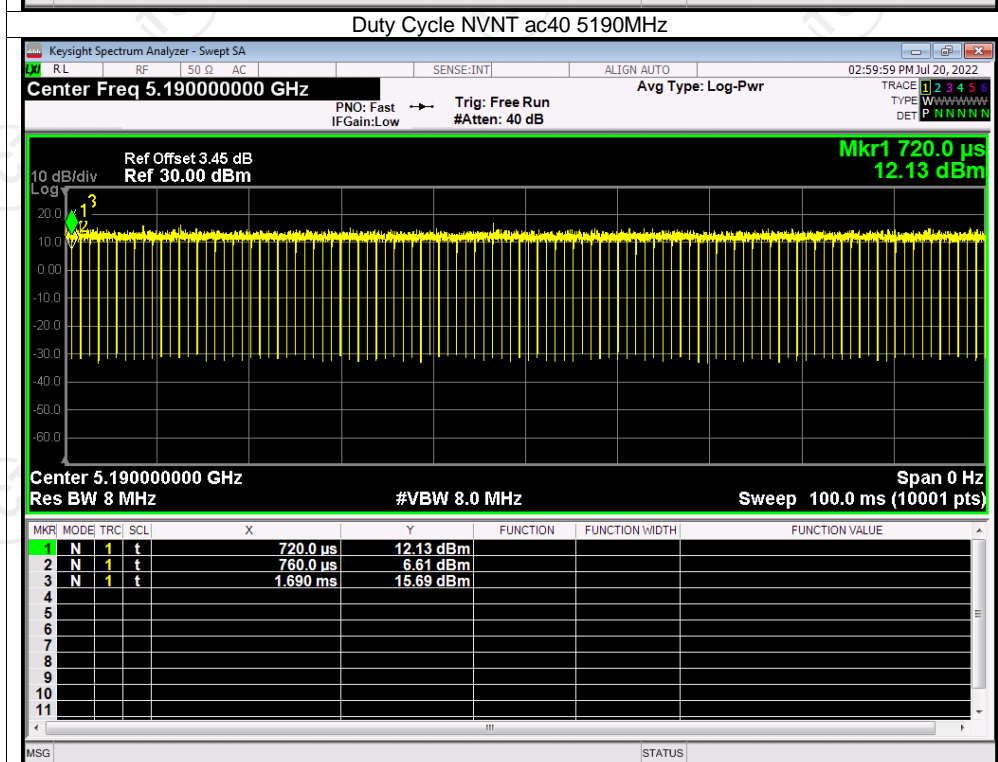 Duty Cycle NVNT ac40 5190MHz
Keysight Spectrum Analyzer - Swept SA
LXI RL RF 50 Ω AC SENSE:INT ALIGN AUTO 02:59:59 PM Jul 20, 2022
Center Freq 5.190000000 GHz Avg Type: Log-Pwr TRACE 1 2 3 4 5 6
PNO: Fast Trig: Free Run TYPE WWWWWW
IFGain:Low #Atten: 40 dB DET P N N N N N
Mkr1 720.0 µs
Ref Offset 3.45 dB
10 dB/div Ref 30.00 dBm 12.13 dBm
Log
3
20.0 1
2
10.0
0.00
-10.0
-20.0
-30.0
-40.0
-50.0
-60.0
Center 5.190000000 GHz Span 0 Hz
Res BW 8 MHz #VBW 8.0 MHz Sweep 100.0 ms (10001 pts)
MKR MODE TRC SCL X Y FUNCTION FUNCTION WIDTH FUNCTION VALUE
1 N 1 t 720.0 µs 12.13 dBm
2 N 1 t 760.0 µs 6.61 dBm
3 N 1 t 1.690 ms 15.69 dBm
4
5
6
7
8
9
10
11
MSG STATUS